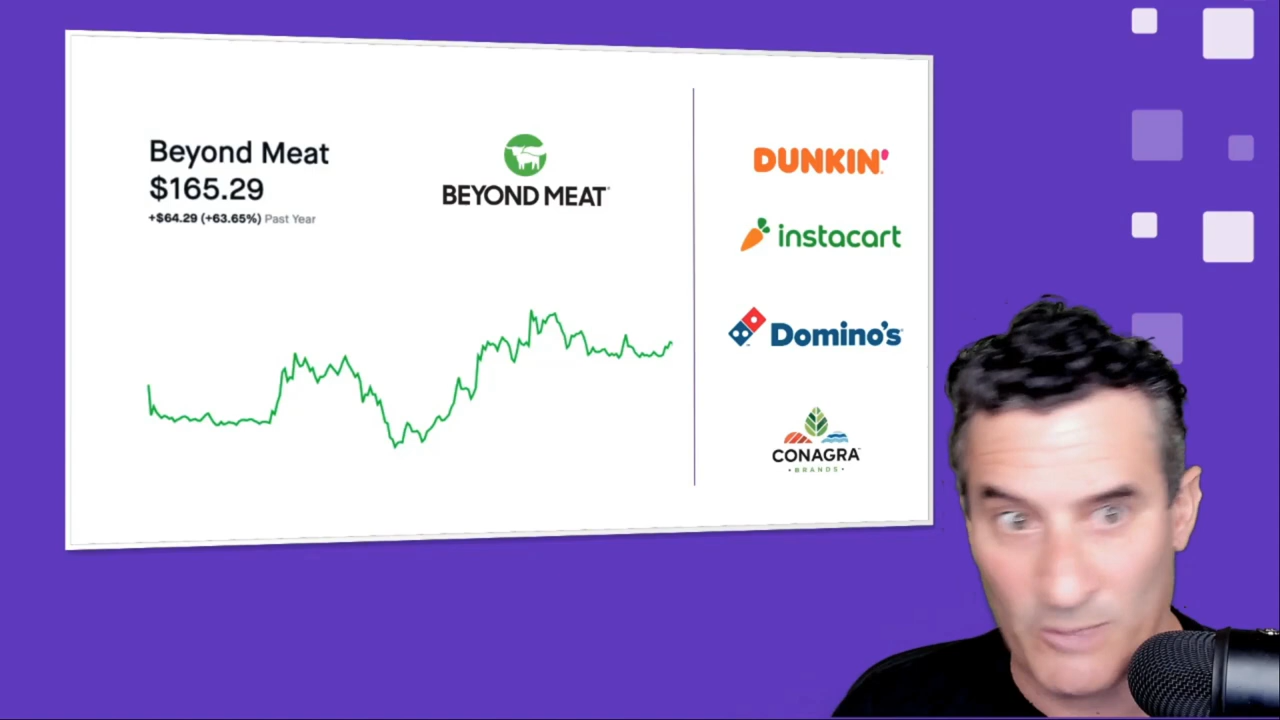 Beyond Meat
$165.29
+$64.29 (+63.65%) Past Year
BEYOND MEAT
DUNKIN'
instacart
Domino's
CONAGRA
• BRANDS •